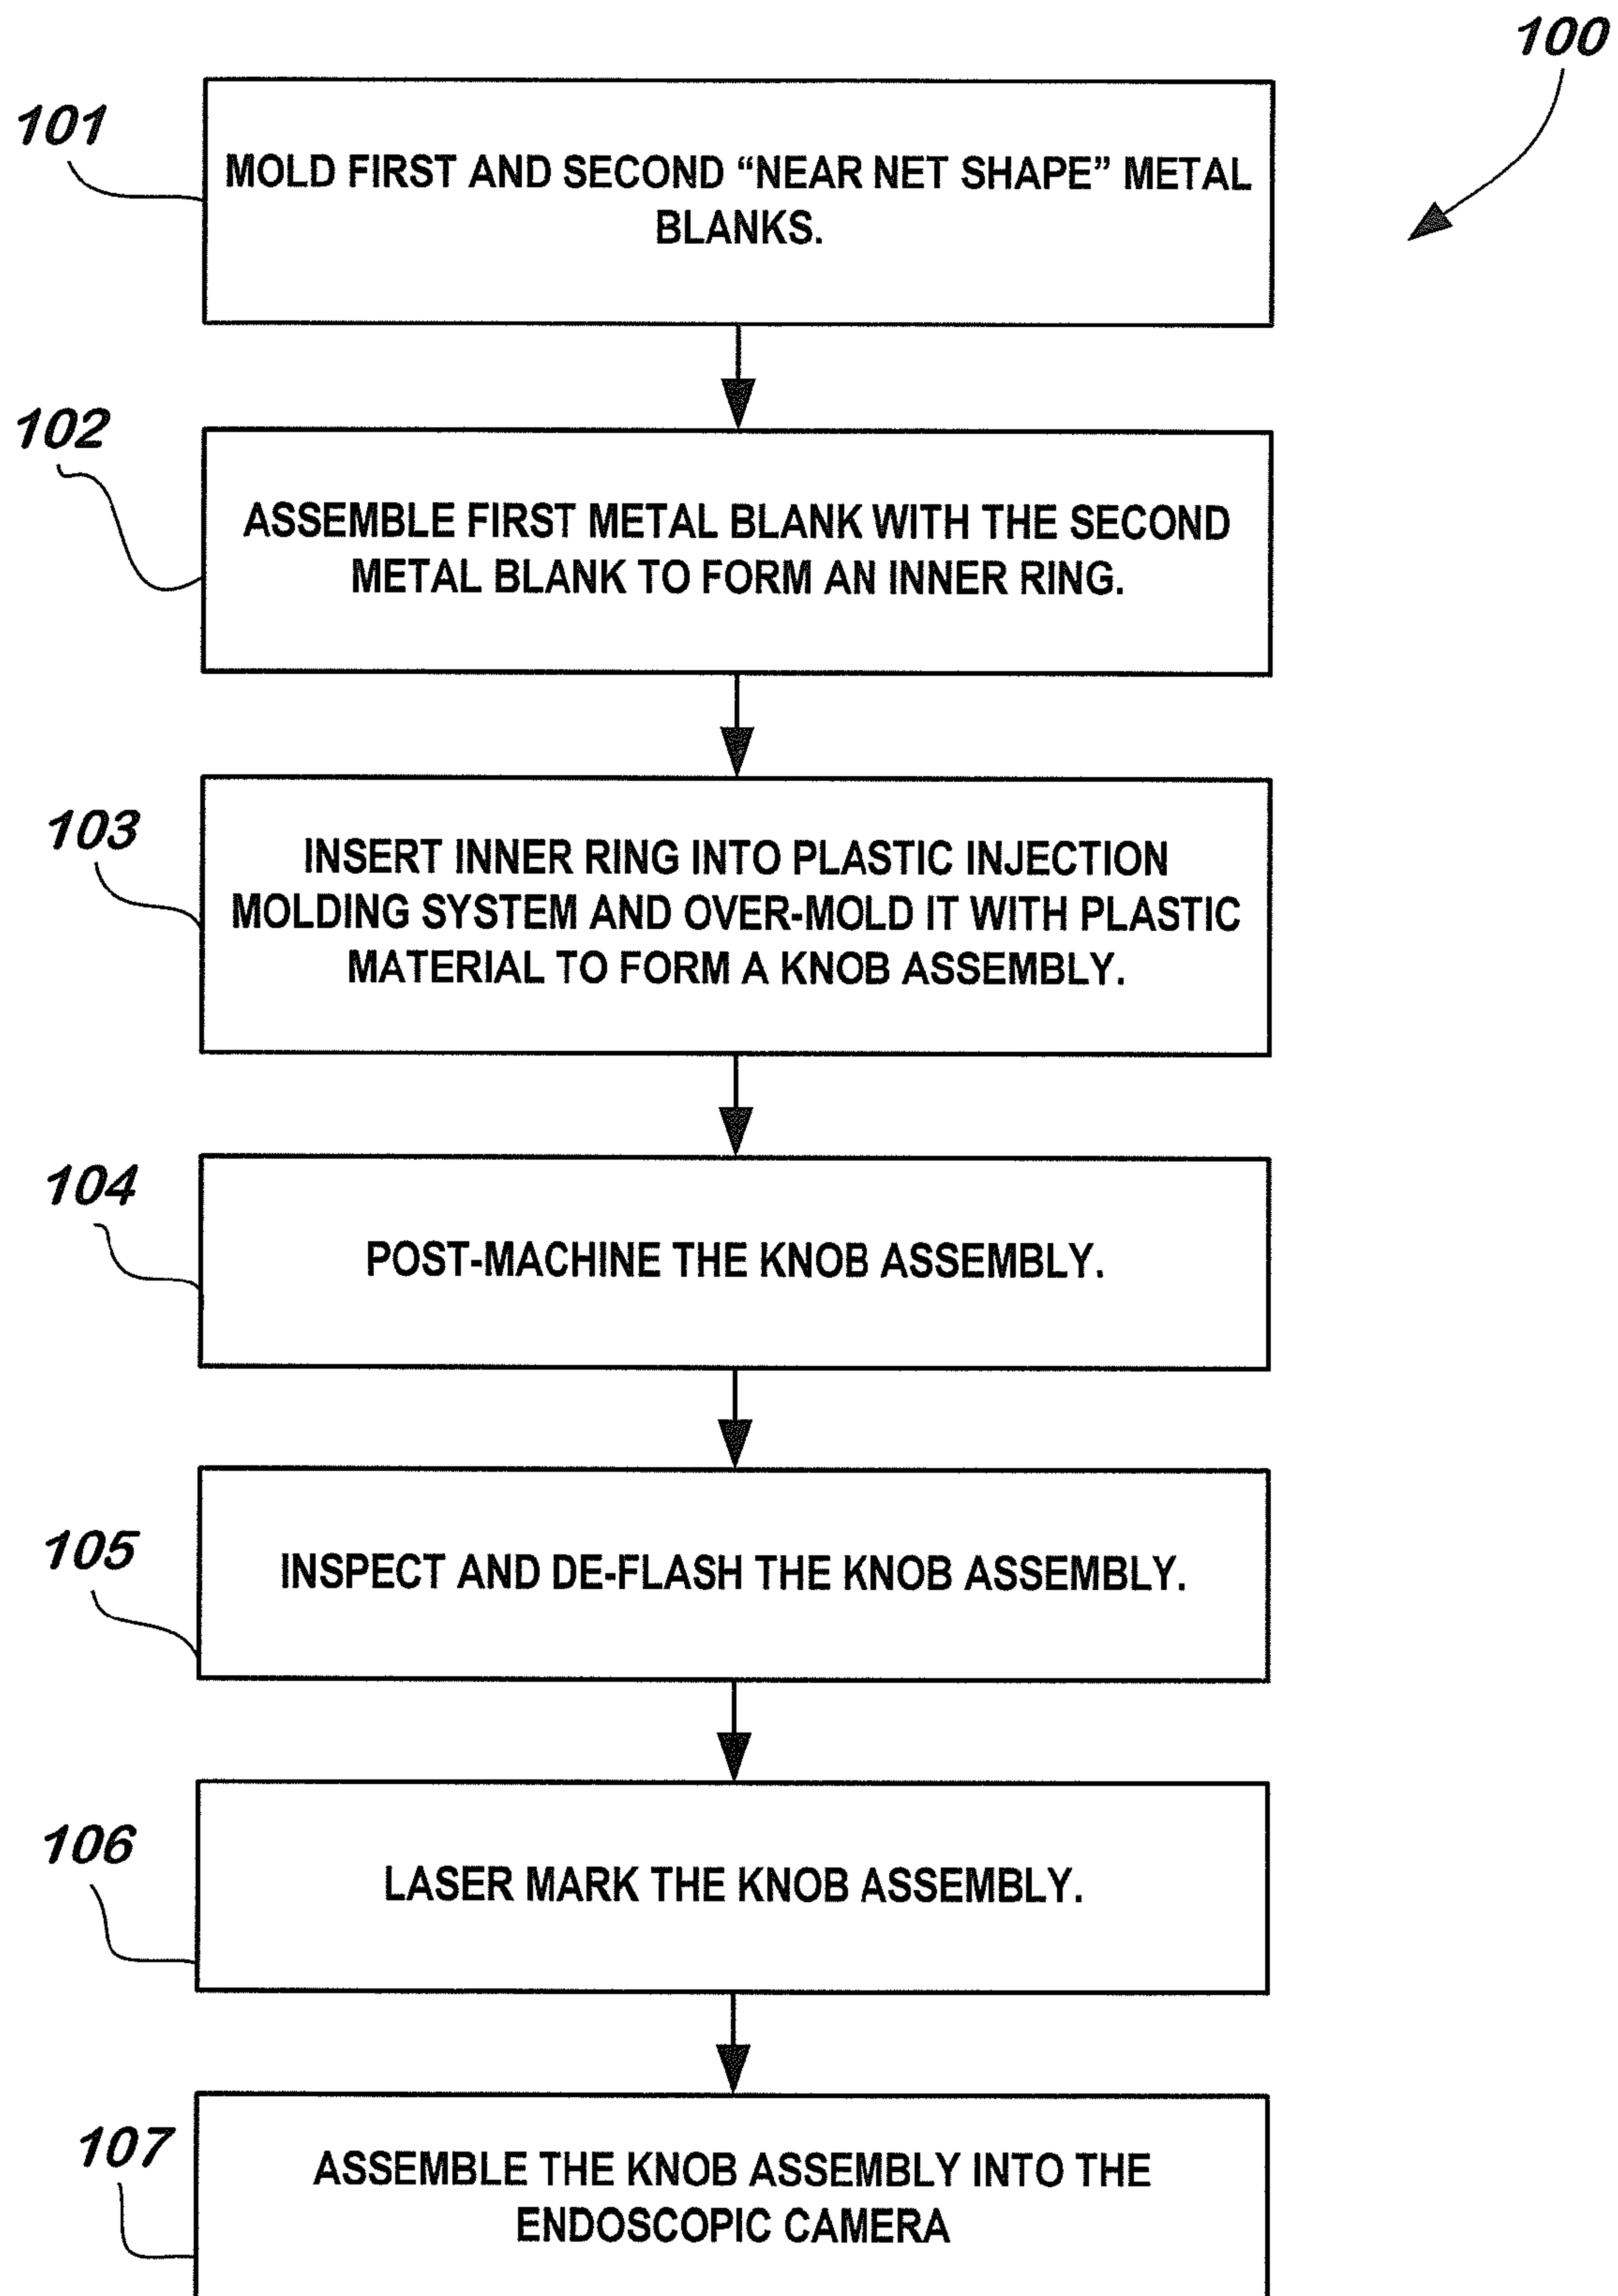 100
101
MOLD FIRST AND SECOND “NEAR NET SHAPE” METAL
BLANKS.
102
ASSEMBLE FIRST METAL BLANK WITH THE SECOND
METAL BLANK TO FORM AN INNER RING.
103
INSERT INNER RING INTO PLASTIC INJECTION
MOLDING SYSTEM AND OVER-MOLD IT WITH PLASTIC
MATERIAL TO FORM A KNOB ASSEMBLY.
104
POST-MACHINE THE KNOB ASSEMBLY.
105
INSPECT AND DE-FLASH THE KNOB ASSEMBLY.
106
LASER MARK THE KNOB ASSEMBLY.
107
ASSEMBLE THE KNOB ASSEMBLY INTO THE
ENDOSCOPIC CAMERA